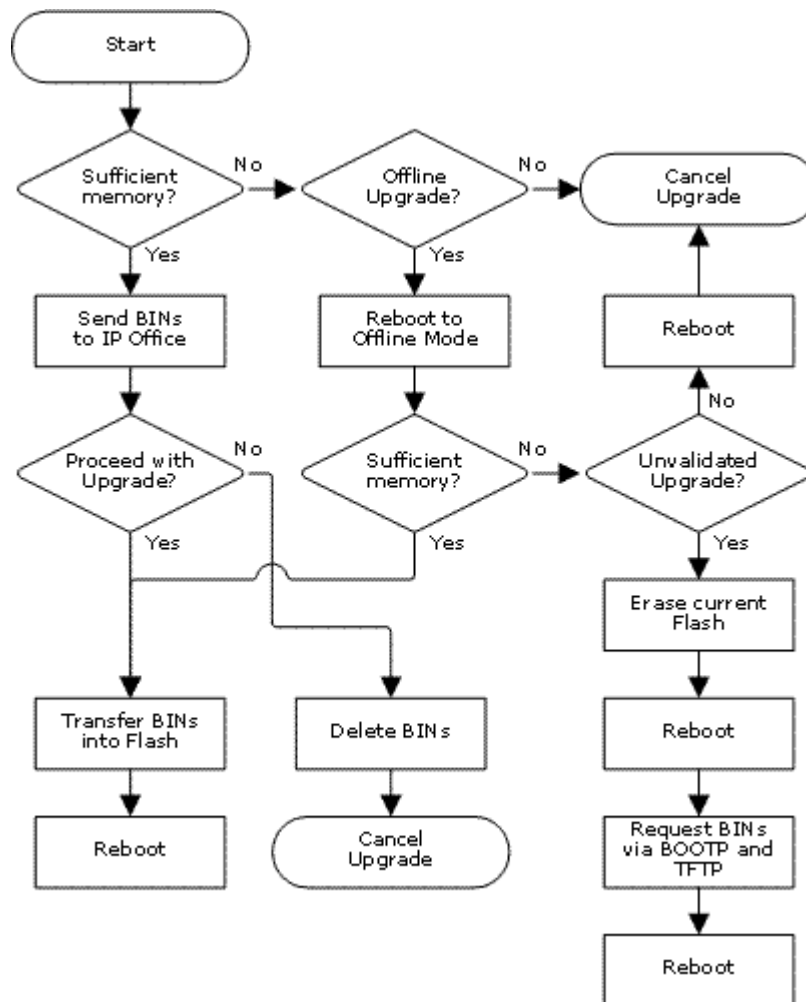 Start
Sufficient
memory?
No
Offline
Upgrade?
No
Cancel
Upgrade
Yes
Yes
Send BINs
to IP Office
Reboot to
Offline Mode
Reboot
No
Proceed with
Upgrade?
No
Sufficient
memory?
No
Unvalidated
Upgrade?
Yes
Yes
Yes
Erase current
Flash
Transfer BINs
into Flash
Delete BINs
Reboot
Reboot
Cancel
Upgrade
Request BINs
via BOOTP and
TFTP
Reboot